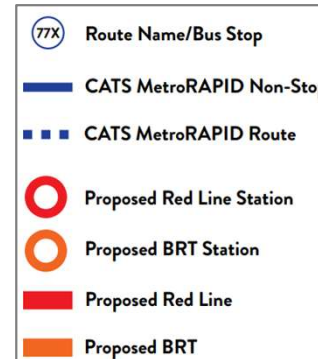 77X Route Name/Bus Stop
CATS MetroRAPID Non-Sto
CATS MetroRAPID Route
Proposed Red Line Station
Proposed BRT Station
Proposed Red Line
Proposed BRT